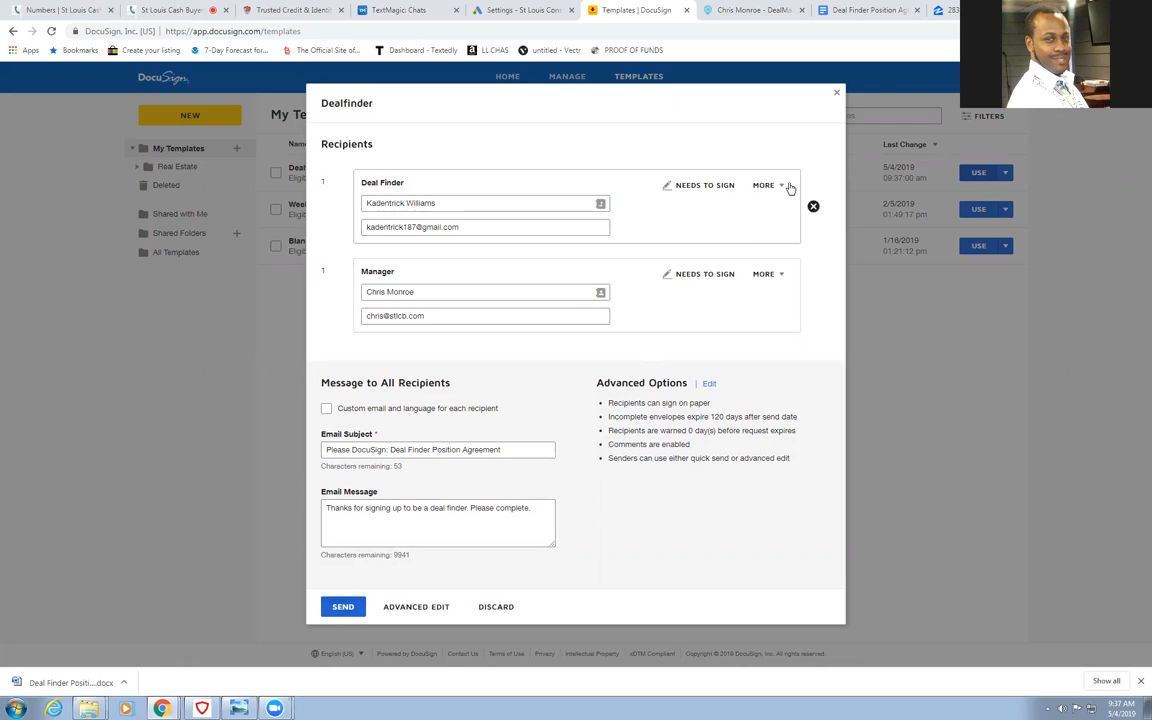 Numbers | St Louis Cash
St Louis Cash Buye
Trusted Credit & Identi
TextMagic: Chats
Settings - St Louis Con
Templates | DocuSign
Chris Monroe - DealM
Deal Finder Position Ag
283
DocuSign, Inc. [US] | https://app.docusign.com/templates
Apps
Bookmarks
Create your listing
7-Day Forecast for...
The Official Site of...
Dashboard - Textedly
LL CHAS
untitled - Vectr
PROOF OF FUNDS
DocuSign
HOME
MANAGE
TEMPLATES
NEW
My Templates
Real Estate
Deleted
Shared with Me
Shared Folders
All Templates
My Te
Nam
Deal
Eligib
Week
Eligib
Blan
Eligib
FILTERS
Last Change
5/4/2019
09:37:00 am
USE
2/5/2019
01:49:17 pm
USE
1/16/2019
01:21:12 pm
USE
Dealfinder
Recipients
1
Deal Finder
NEEDS TO SIGN
MORE
Kadentrick Williams
kadentrick187@gmail.com
1
Manager
NEEDS TO SIGN
MORE
Chris Monroe
chris@stlcb.com
Message to All Recipients
Custom email and language for each recipient
Email Subject *
Please DocuSign: Deal Finder Position Agreement
Characters remaining: 53
Email Message
Thanks for signing up to be a deal finder. Please complete.
Characters remaining: 9941
Advanced Options | Edit
Recipients can sign on paper
Incomplete envelopes expire 120 days after send date
Recipients are warned 0 day(s) before request expires
Comments are enabled
Senders can use either quick send or advanced edit
SEND
ADVANCED EDIT
DISCARD
English (US)
Powered by DocuSign
Contact Us
Terms of Use
Privacy
Intellectual Property
xDTM Compliant
Copyright © 2019 DocuSign Inc. All rights reserved.
Deal Finder Positi....docx
Show all
9:37 AM
5/4/2019